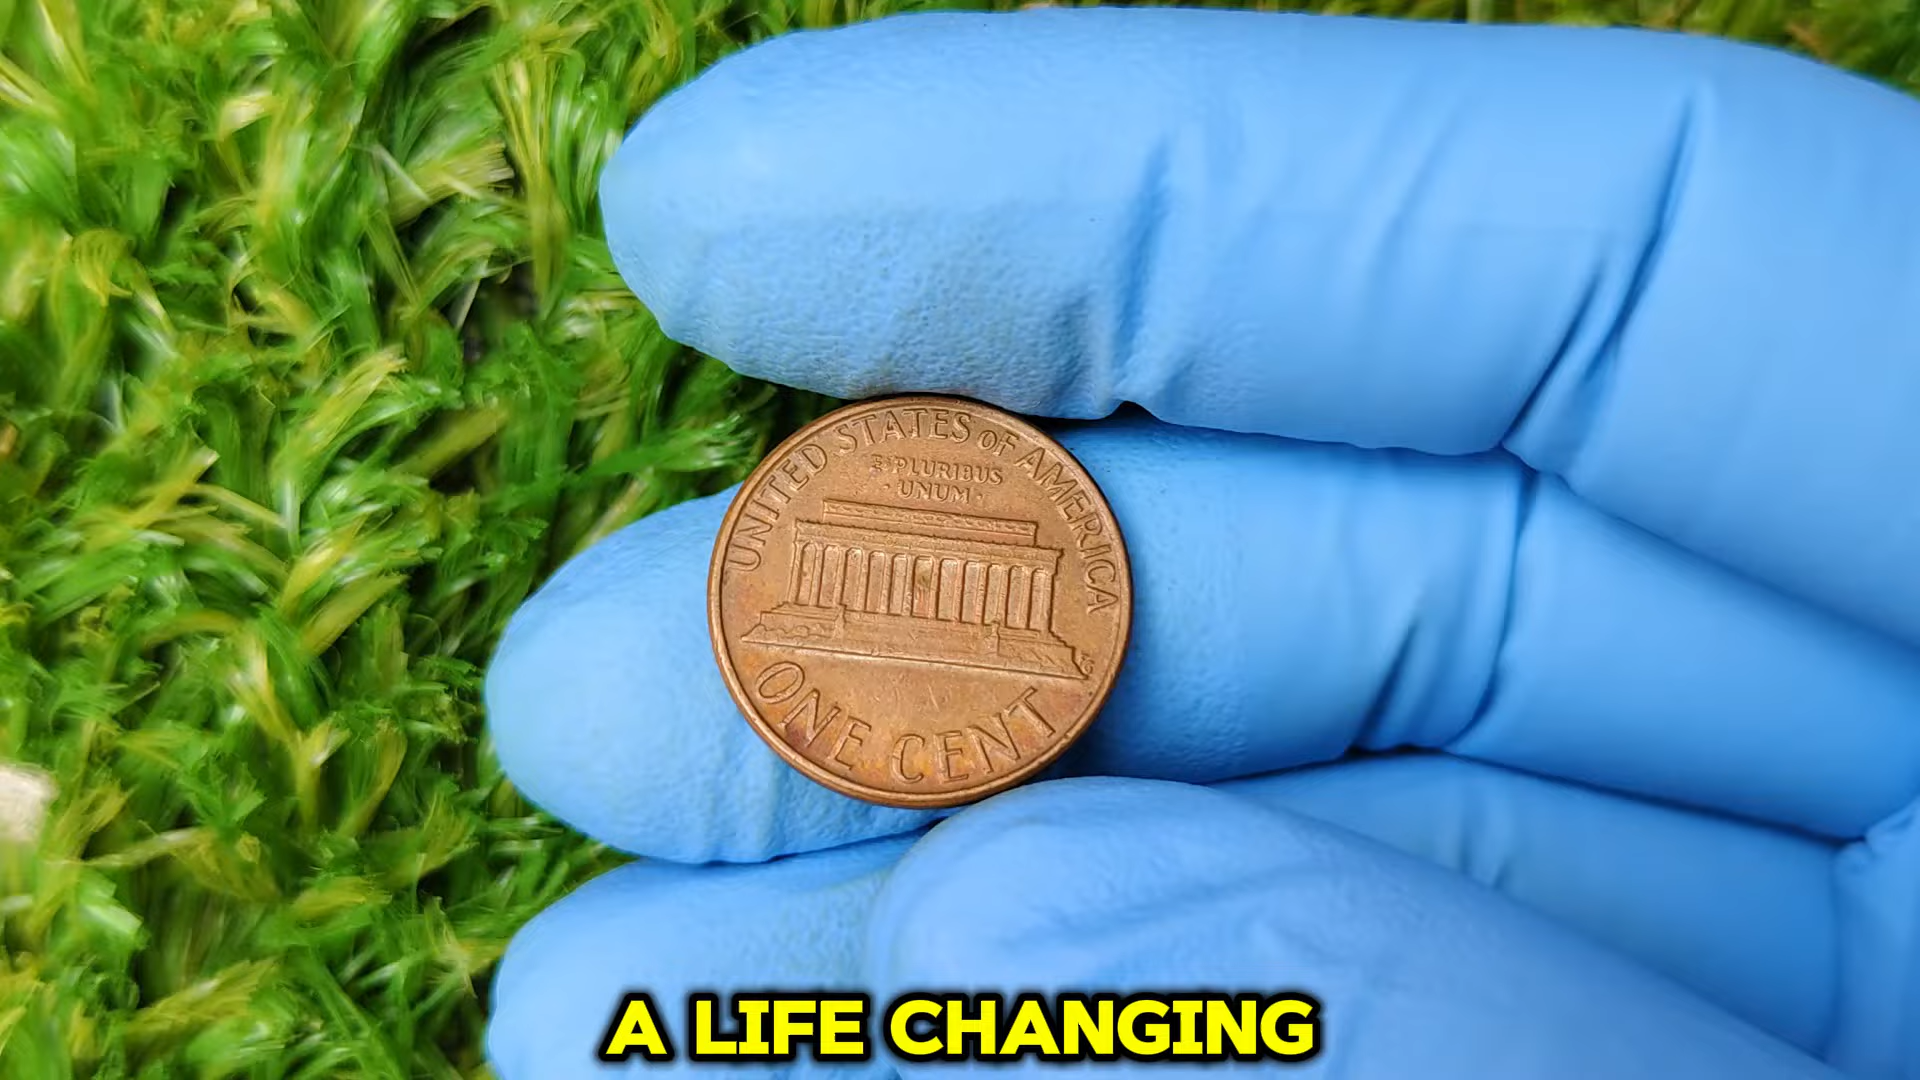 UNITED STATES OF AMERICA
E PLURIBUS
· UNUM ·
ONE CENT
A LIFE CHANGING